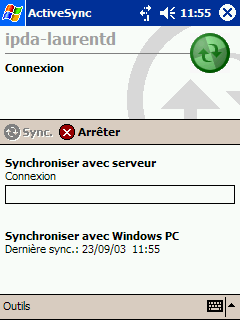 ActiveSync 11:55
ipda-laurentd
Connexion
Sync. Arrêter
Synchroniser avec serveur
Connexion
Synchroniser avec Windows PC
Dernière sync.: 23/09/03 11:55
Outils